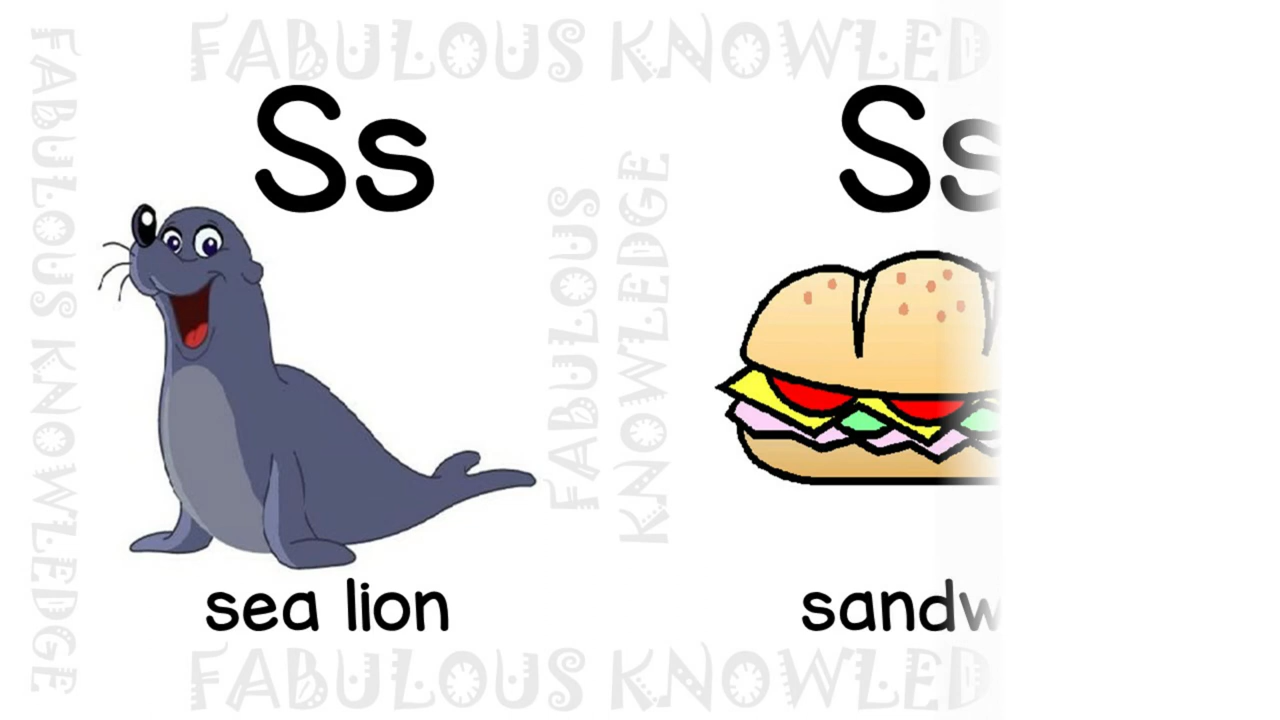 FABULOUS KNOWLED
FABULOUS KNOWLEDGE
Ss
Ss
FABULOUS
KNOWLEDGE
sea lion
sandw
FABULOUS KNOWLED